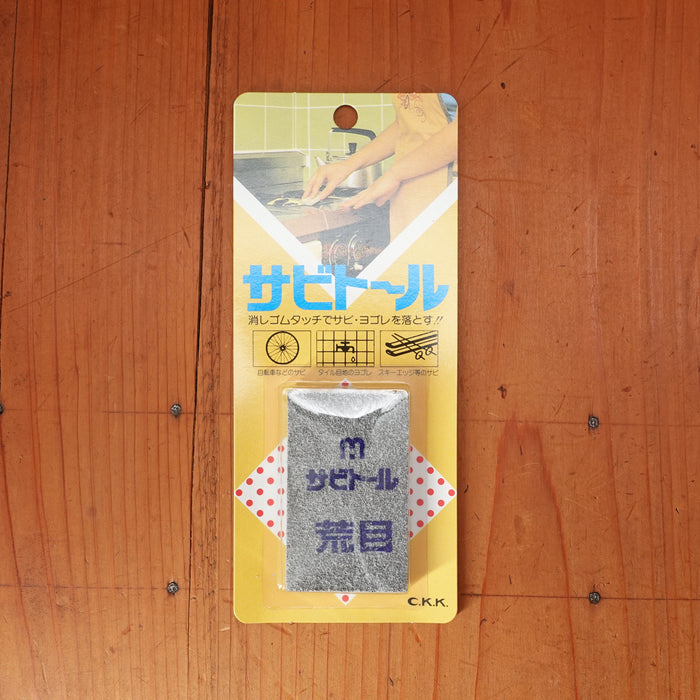 サビトール
消しゴムタッチでサビ・ヨゴレを落とす!!
自転車などのサビ
タイル目地のヨゴレ
スキーエッジ等のサビ
サビトール
荒目
C.K.K.